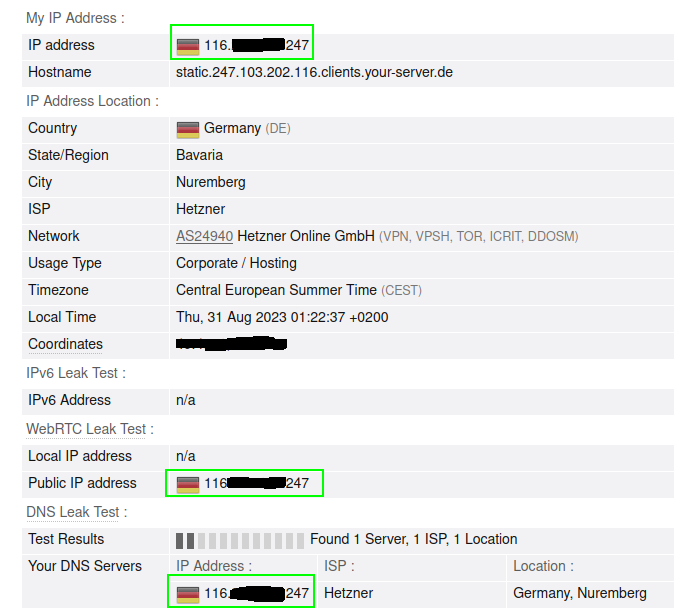 My IP Address :
IP address 116. 247
Hostname static.247.103.202.116.clients.your-server.de
IP Address Location :
Country Germany (DE)
State/Region Bavaria
City Nuremberg
ISP Hetzner
Network AS24940 Hetzner Online GmbH (VPN, VPSH, TOR, ICRIT, DDOSM)
Usage Type Corporate / Hosting
Timezone Central European Summer Time (CEST)
Local Time Thu, 31 Aug 2023 01:22:37 +0200
Coordinates
IPv6 Leak Test :
IPv6 Address n/a
WebRTC Leak Test :
Local IP address n/a
Public IP address 116 247
DNS Leak Test :
Test Results Found 1 Server, 1 ISP, 1 Location
Your DNS Servers IP Address : ISP : Location :
116. 247 Hetzner Germany, Nuremberg